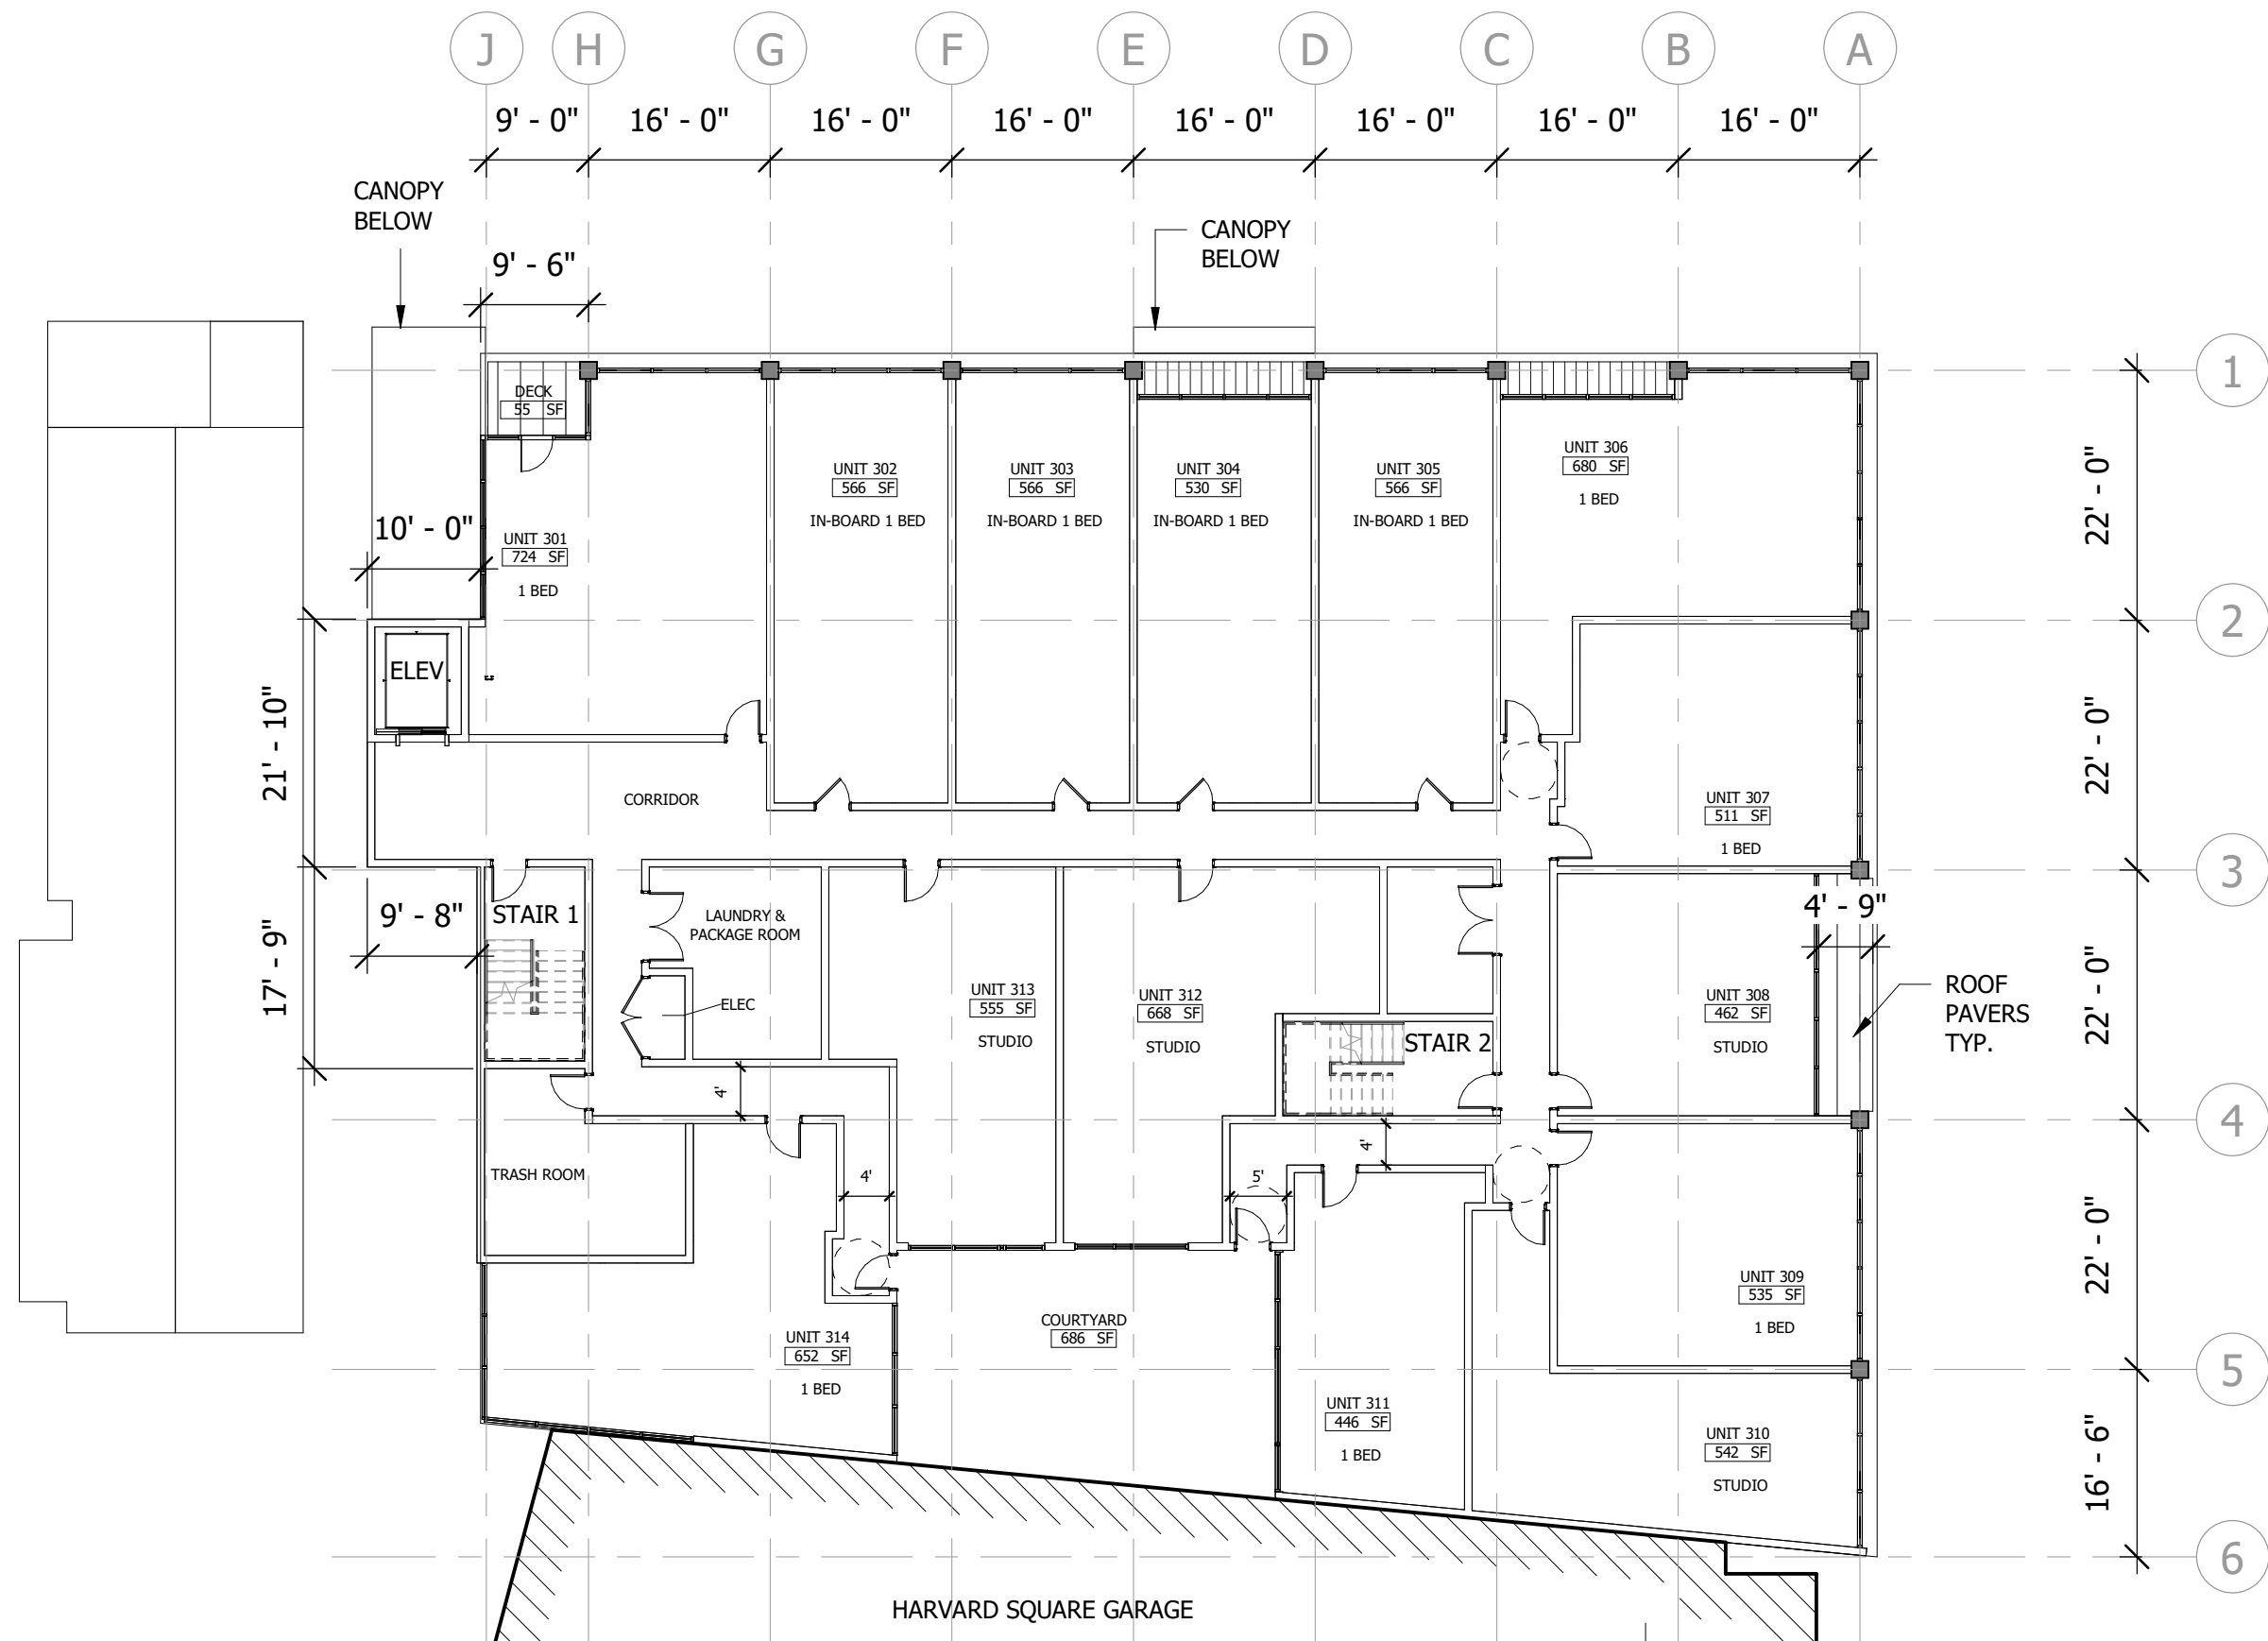 J H G F E D C B A
9' - 0" 16' - 0" 16' - 0" 16' - 0" 16' - 0" 16' - 0" 16' - 0" 16' - 0"
CANOPY
BELOW
CANOPY
BELOW
9' - 6"
1
DECK
55 SF
UNIT 306
680 SF
1 BED
UNIT 302
566 SF
IN-BOARD 1 BED
UNIT 303
566 SF
IN-BOARD 1 BED
UNIT 304
530 SF
IN-BOARD 1 BED
UNIT 305
566 SF
IN-BOARD 1 BED
22' - 0"
10' - 0"
UNIT 301
724 SF
1 BED
2
ELEV
21' - 10"
22' - 0"
CORRIDOR
UNIT 307
511 SF
1 BED
3
9' - 8"
STAIR 1
LAUNDRY &
PACKAGE ROOM
4' - 9"
17' - 9"
ELEC
UNIT 313
555 SF
STUDIO
UNIT 312
668 SF
STUDIO
STAIR 2
UNIT 308
462 SF
STUDIO
ROOF
PAVERS
TYP.
22' - 0"
4'
4
4'
TRASH ROOM
4'
5'
22' - 0"
UNIT 309
535 SF
1 BED
COURTYARD
686 SF
UNIT 314
652 SF
1 BED
5
UNIT 311
446 SF
1 BED
UNIT 310
542 SF
STUDIO
16' - 6"
6
HARVARD SQUARE GARAGE